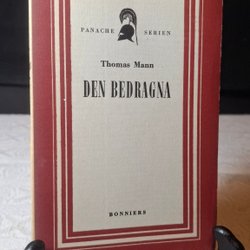 PANACHE SERIEN
Thomas Mann
DEN BEDRAGNA
BONNIERS